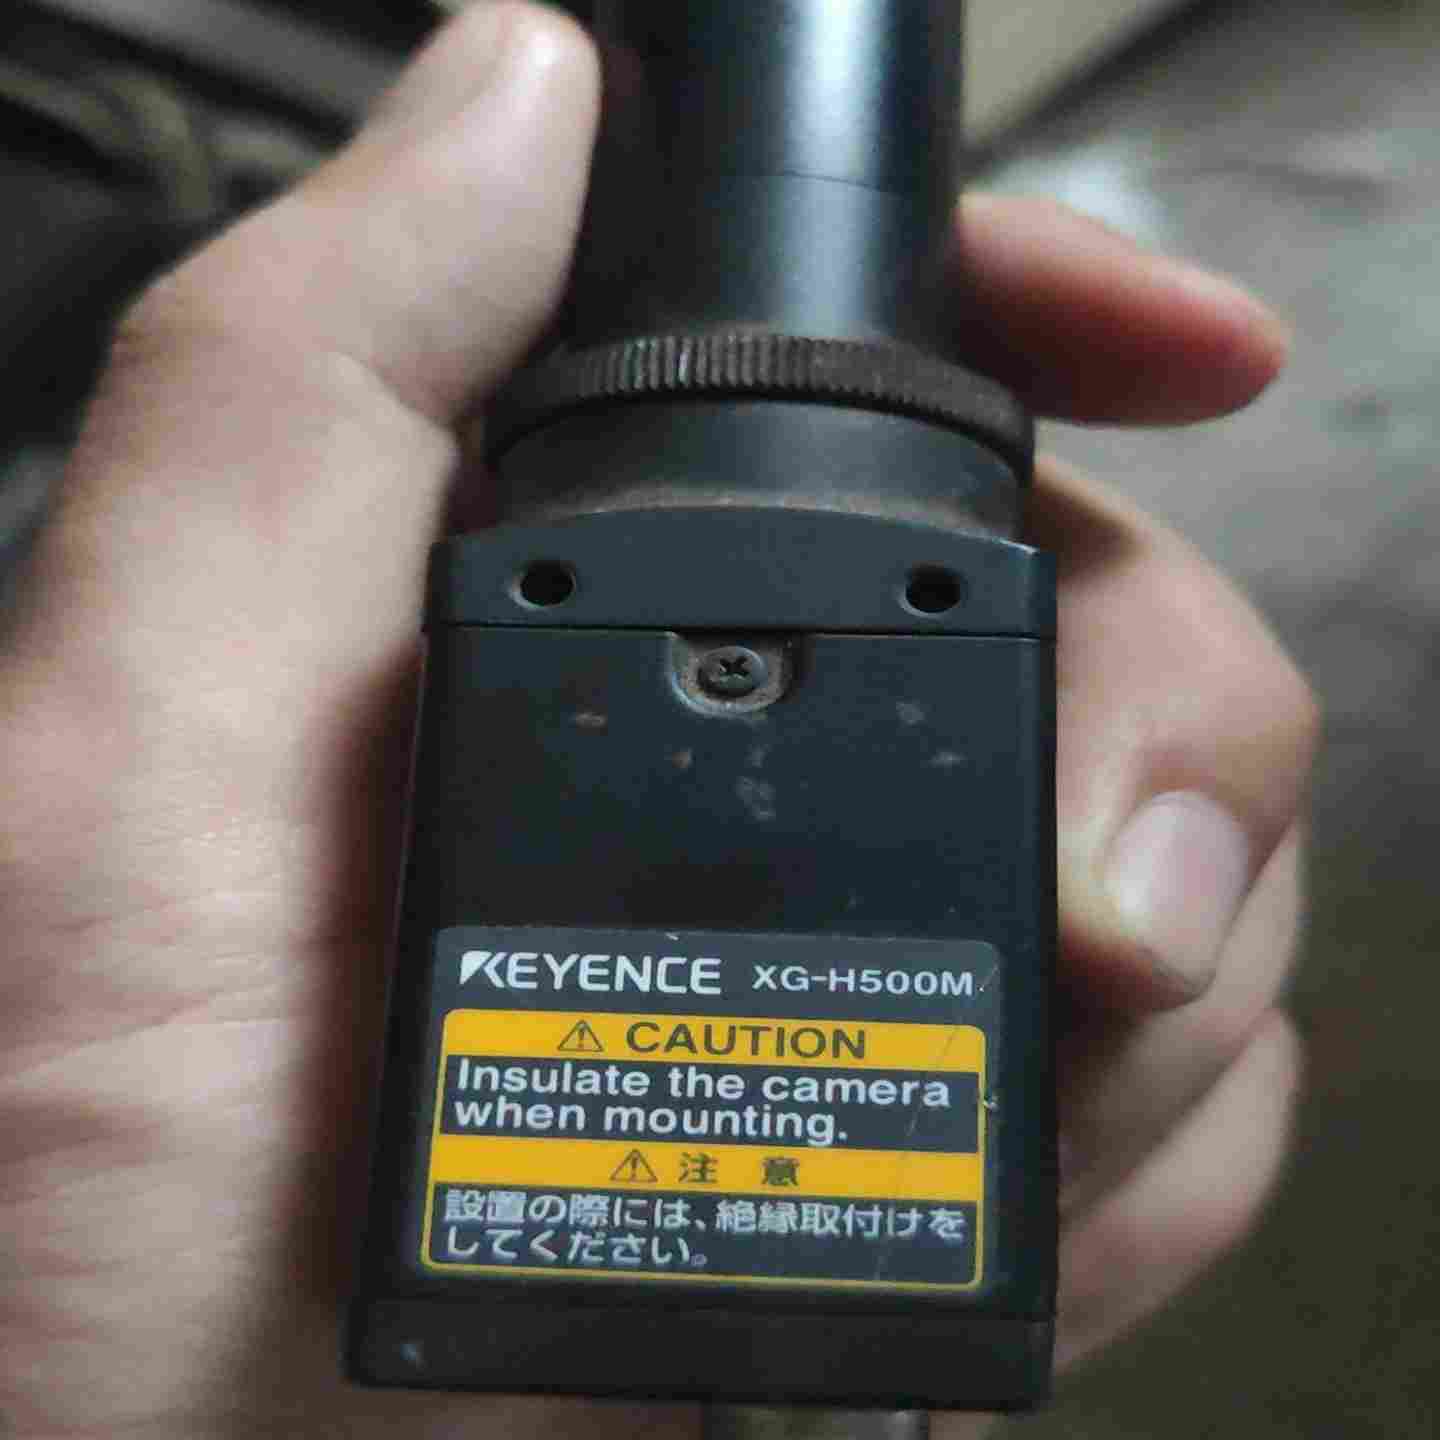 KEYENCE XG-H500M
⚠ CAUTION
Insulate the camera
when mounting.
⚠ 注 意
設置の際には、絶縁取付けを
してください。